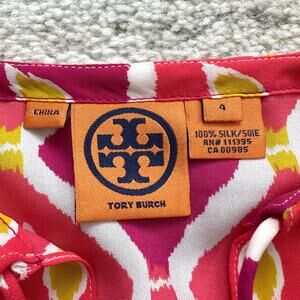 CHINA
4
100% SILK/SOIE
RN# 111395
CA 00985
TORY BURCH